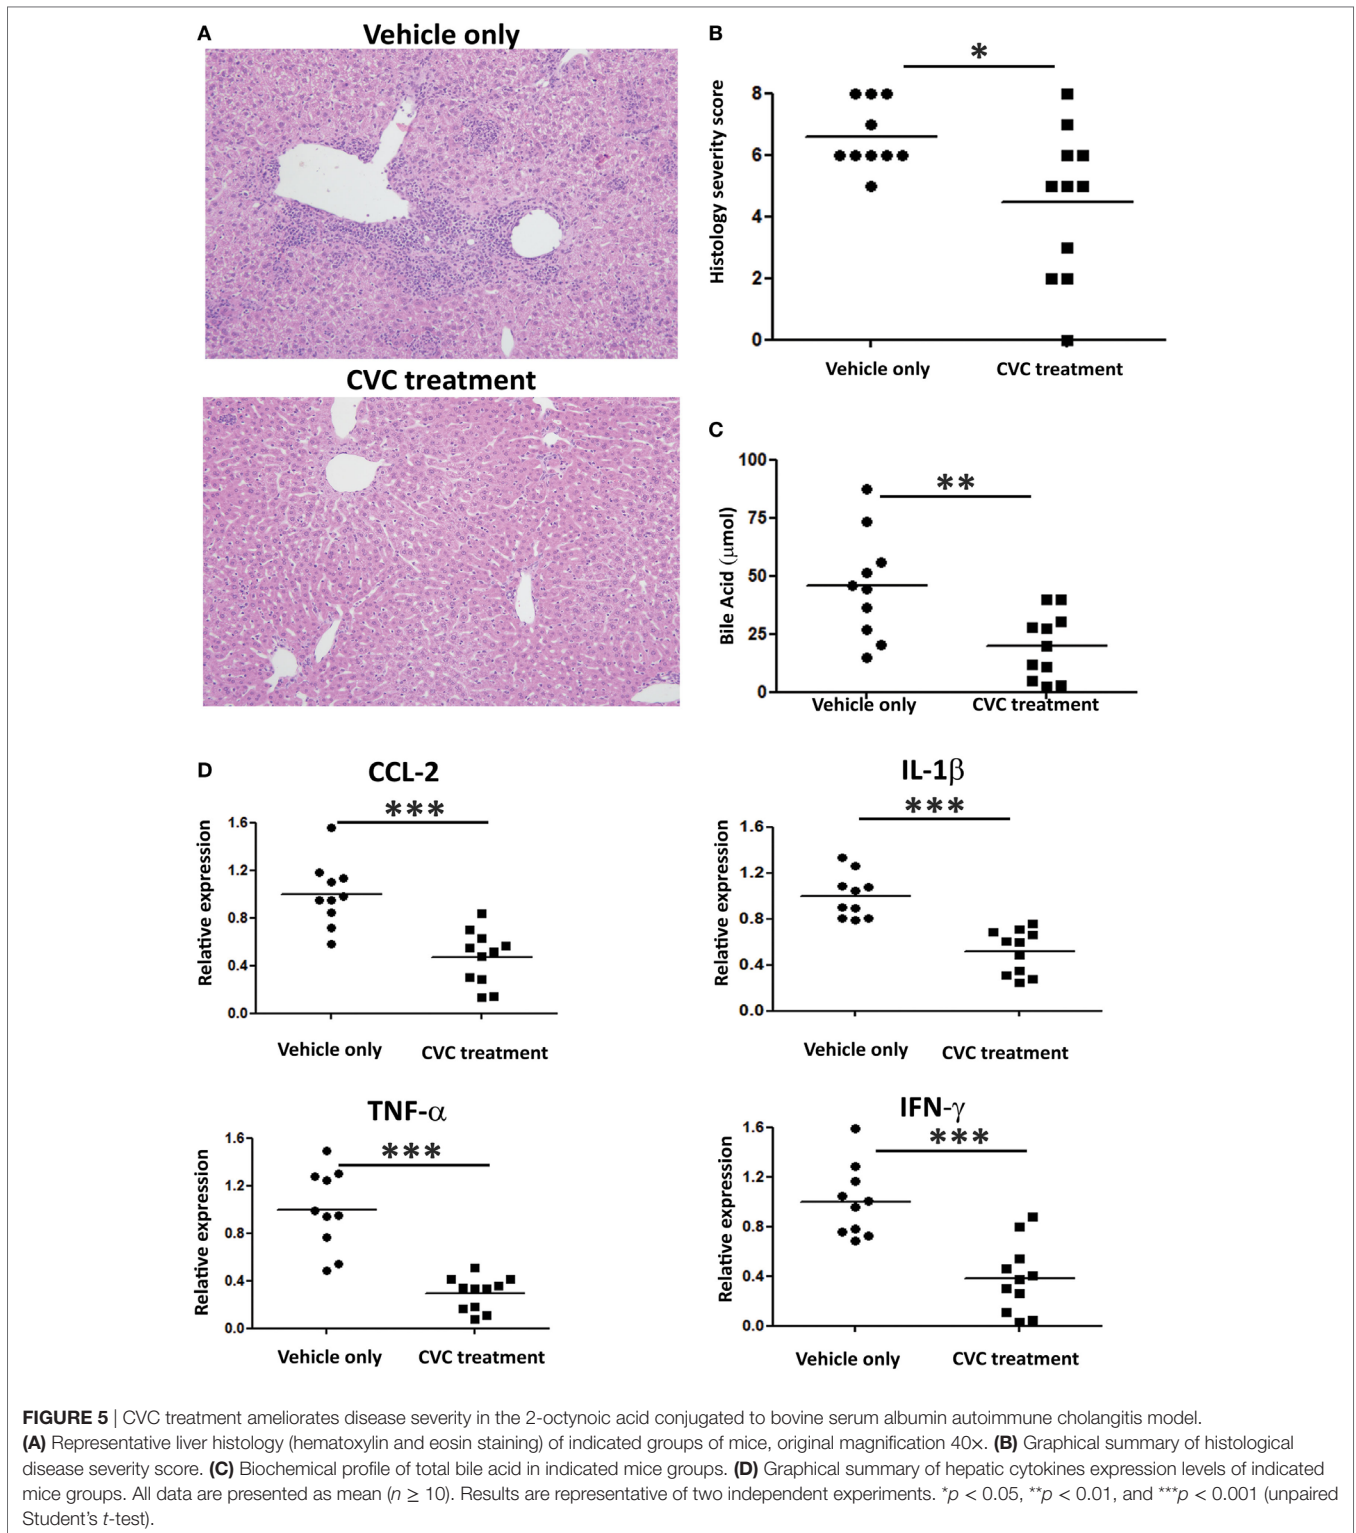 A
Vehicle only
CVC treatment
B
*
Histology severity score
8
6
4
2
0
Vehicle only
CVC treatment
C
**
Bile Acid (μmol)
100
75
50
25
0
Vehicle only
CVC treatment
D
CCL-2
***
Relative expression
1.6
1.2
0.8
0.4
0.0
Vehicle only
CVC treatment
IL-1β
***
Relative expression
1.6
1.2
0.8
0.4
0.0
Vehicle only
CVC treatment
TNF-α
***
Relative expression
1.6
1.2
0.8
0.4
0.0
Vehicle only
CVC treatment
IFN-γ
***
Relative expression
1.6
1.2
0.8
0.4
0.0
Vehicle only
CVC treatment
FIGURE 5 | CVC treatment ameliorates disease severity in the 2-octynoic acid conjugated to bovine serum albumin autoimmune cholangitis model.
(A) Representative liver histology (hematoxylin and eosin staining) of indicated groups of mice, original magnification 40×. (B) Graphical summary of histological
disease severity score. (C) Biochemical profile of total bile acid in indicated mice groups. (D) Graphical summary of hepatic cytokines expression levels of indicated
mice groups. All data are presented as mean (n ≥ 10). Results are representative of two independent experiments. *p < 0.05, **p < 0.01, and ***p < 0.001 (unpaired
Student's t-test).